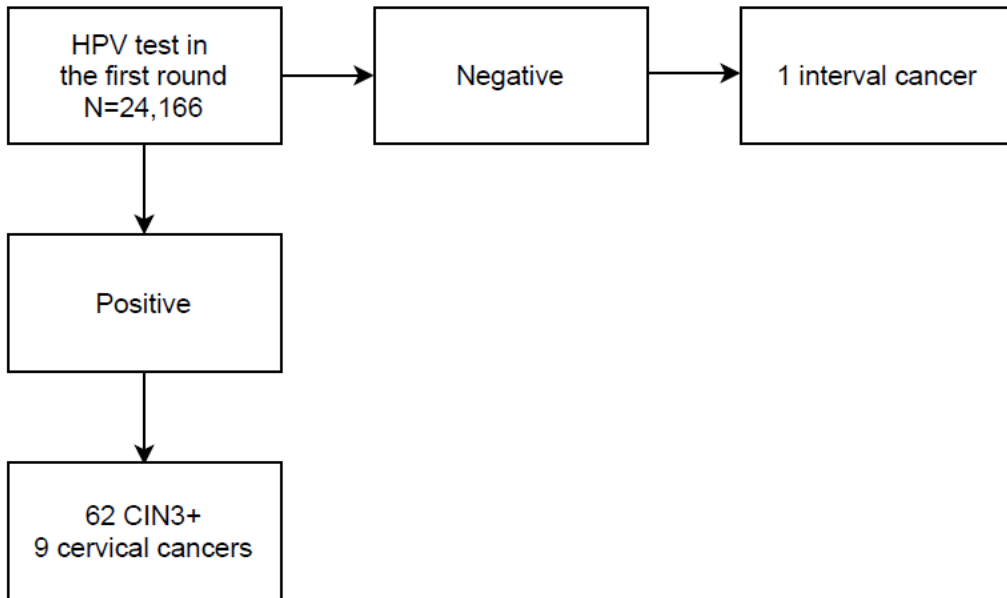 HPV test in
the first round
N=24,166
Negative
1 interval cancer
Positive
62 CIN3+
9 cervical cancers